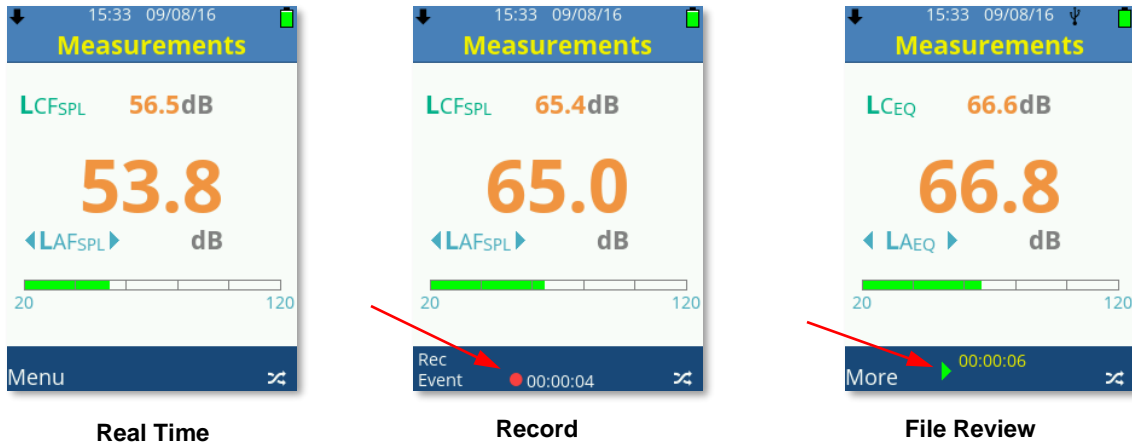 15:33 09/08/16
Measurements
LCFSPL 56.5dB
53.8
LAFSPL dB
20 120
Menu
Real Time
15:33 09/08/16
Measurements
LCFSPL 65.4dB
65.0
LAFSPL dB
20 120
Rec
Event 00:00:04
Record
15:33 09/08/16
Measurements
LCEQ 66.6dB
66.8
LAEQ dB
20 120
00:00:06
More
File Review